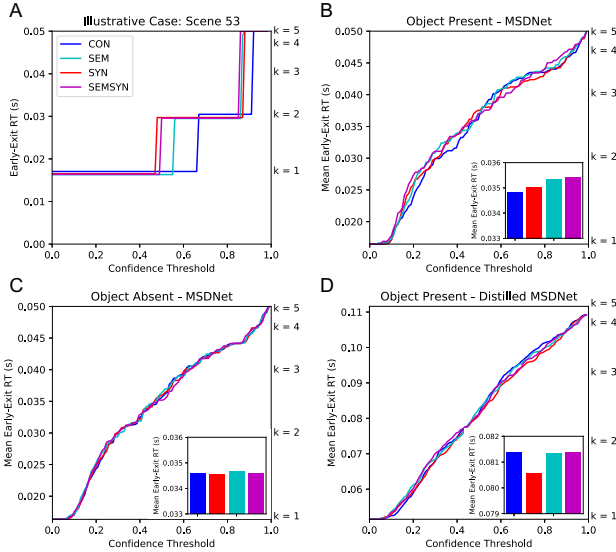 A
Illustrative Case: Scene 53
Early-Exit RT (s)
0.05
0.04
0.03
0.02
0.01
0.00
CON
SEM
SYN
SEMSYN
k = 5
k = 4
k = 3
k = 2
k = 1
0.0 0.2 0.4 0.6 0.8 1.0
Confidence Threshold
B
Object Present - MSDNet
Mean Early-Exit RT (s)
0.050
0.045
0.040
0.035
0.030
0.025
0.020
k = 5
k = 4
k = 3
k = 2
k = 1
Mean Early-Exit RT (s)
0.036
0.035
0.034
0.033
0.0 0.2 0.4 0.6 0.8 1.0
Confidence Threshold
C
Object Absent - MSDNet
Mean Early-Exit RT (s)
0.050
0.045
0.040
0.035
0.030
0.025
0.020
k = 5
k = 4
k = 3
k = 2
k = 1
Mean Early-Exit RT (s)
0.036
0.035
0.034
0.033
0.0 0.2 0.4 0.6 0.8 1.0
Confidence Threshold
D
Object Present - Distilled MSDNet
Mean Early-Exit RT (s)
0.11
0.10
0.09
0.08
0.07
0.06
k = 5
k = 4
k = 3
k = 2
k = 1
Mean Early-Exit RT (s)
0.082
0.081
0.080
0.079
0.0 0.2 0.4 0.6 0.8 1.0
Confidence Threshold